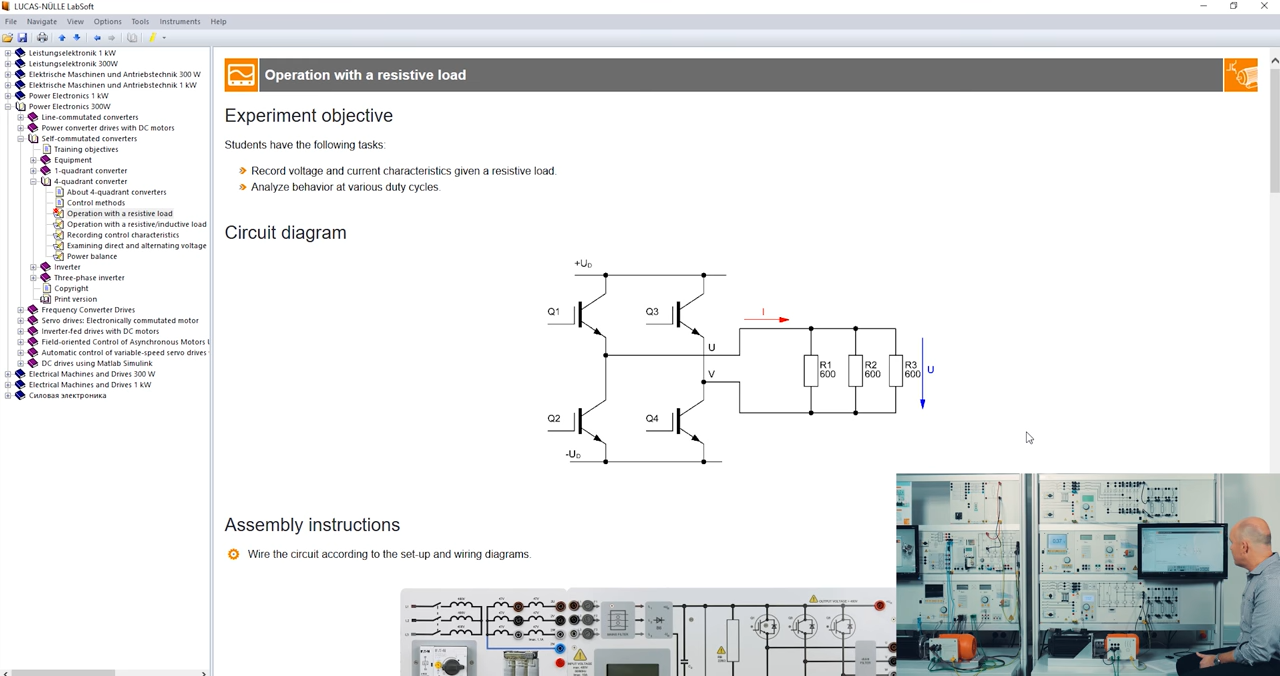 LUCAS-NÜLLE LabSoft
File Navigate View Options Tools Instruments Help
Leistungselektronik 1 kW
Leistungselektronik 300W
Elektrische Maschinen und Antriebstechnik 300 W
Elektrische Maschinen und Antriebstechnik 1 kW
Power Electronics 1 kW
Power Electronics 300W
Line-commutated converters
Power converter drives with DC motors
Self-commutated converters
Training objectives
Equipment
1-quadrant converter
4-quadrant converter
About 4-quadrant converters
Control methods
Operation with a resistive load
Operation with a resistive/inductive load
Recording control characteristics
Examining direct and alternating voltage
Power balance
Inverter
Three-phase inverter
Copyright
Print version
Frequency Converter Drives
Servo drives: Electronically commutated motor
Inverter-fed drives with DC motors
Field-oriented Control of Asynchronous Motors U
Automatic control of variable-speed servo drives
DC drives using Matlab Simulink
Electrical Machines and Drives 300 W
Electrical Machines and Drives 1 kW
Силовая электроника
Operation with a resistive load
Experiment objective
Students have the following tasks:
Record voltage and current characteristics given a resistive load.
Analyze behavior at various duty cycles.
Circuit diagram
+UD
Q1
Q3
I
U
R1
600
R2
600
R3
600
U
V
Q2
Q4
-UD
Assembly instructions
Wire the circuit according to the set-up and wiring diagrams.